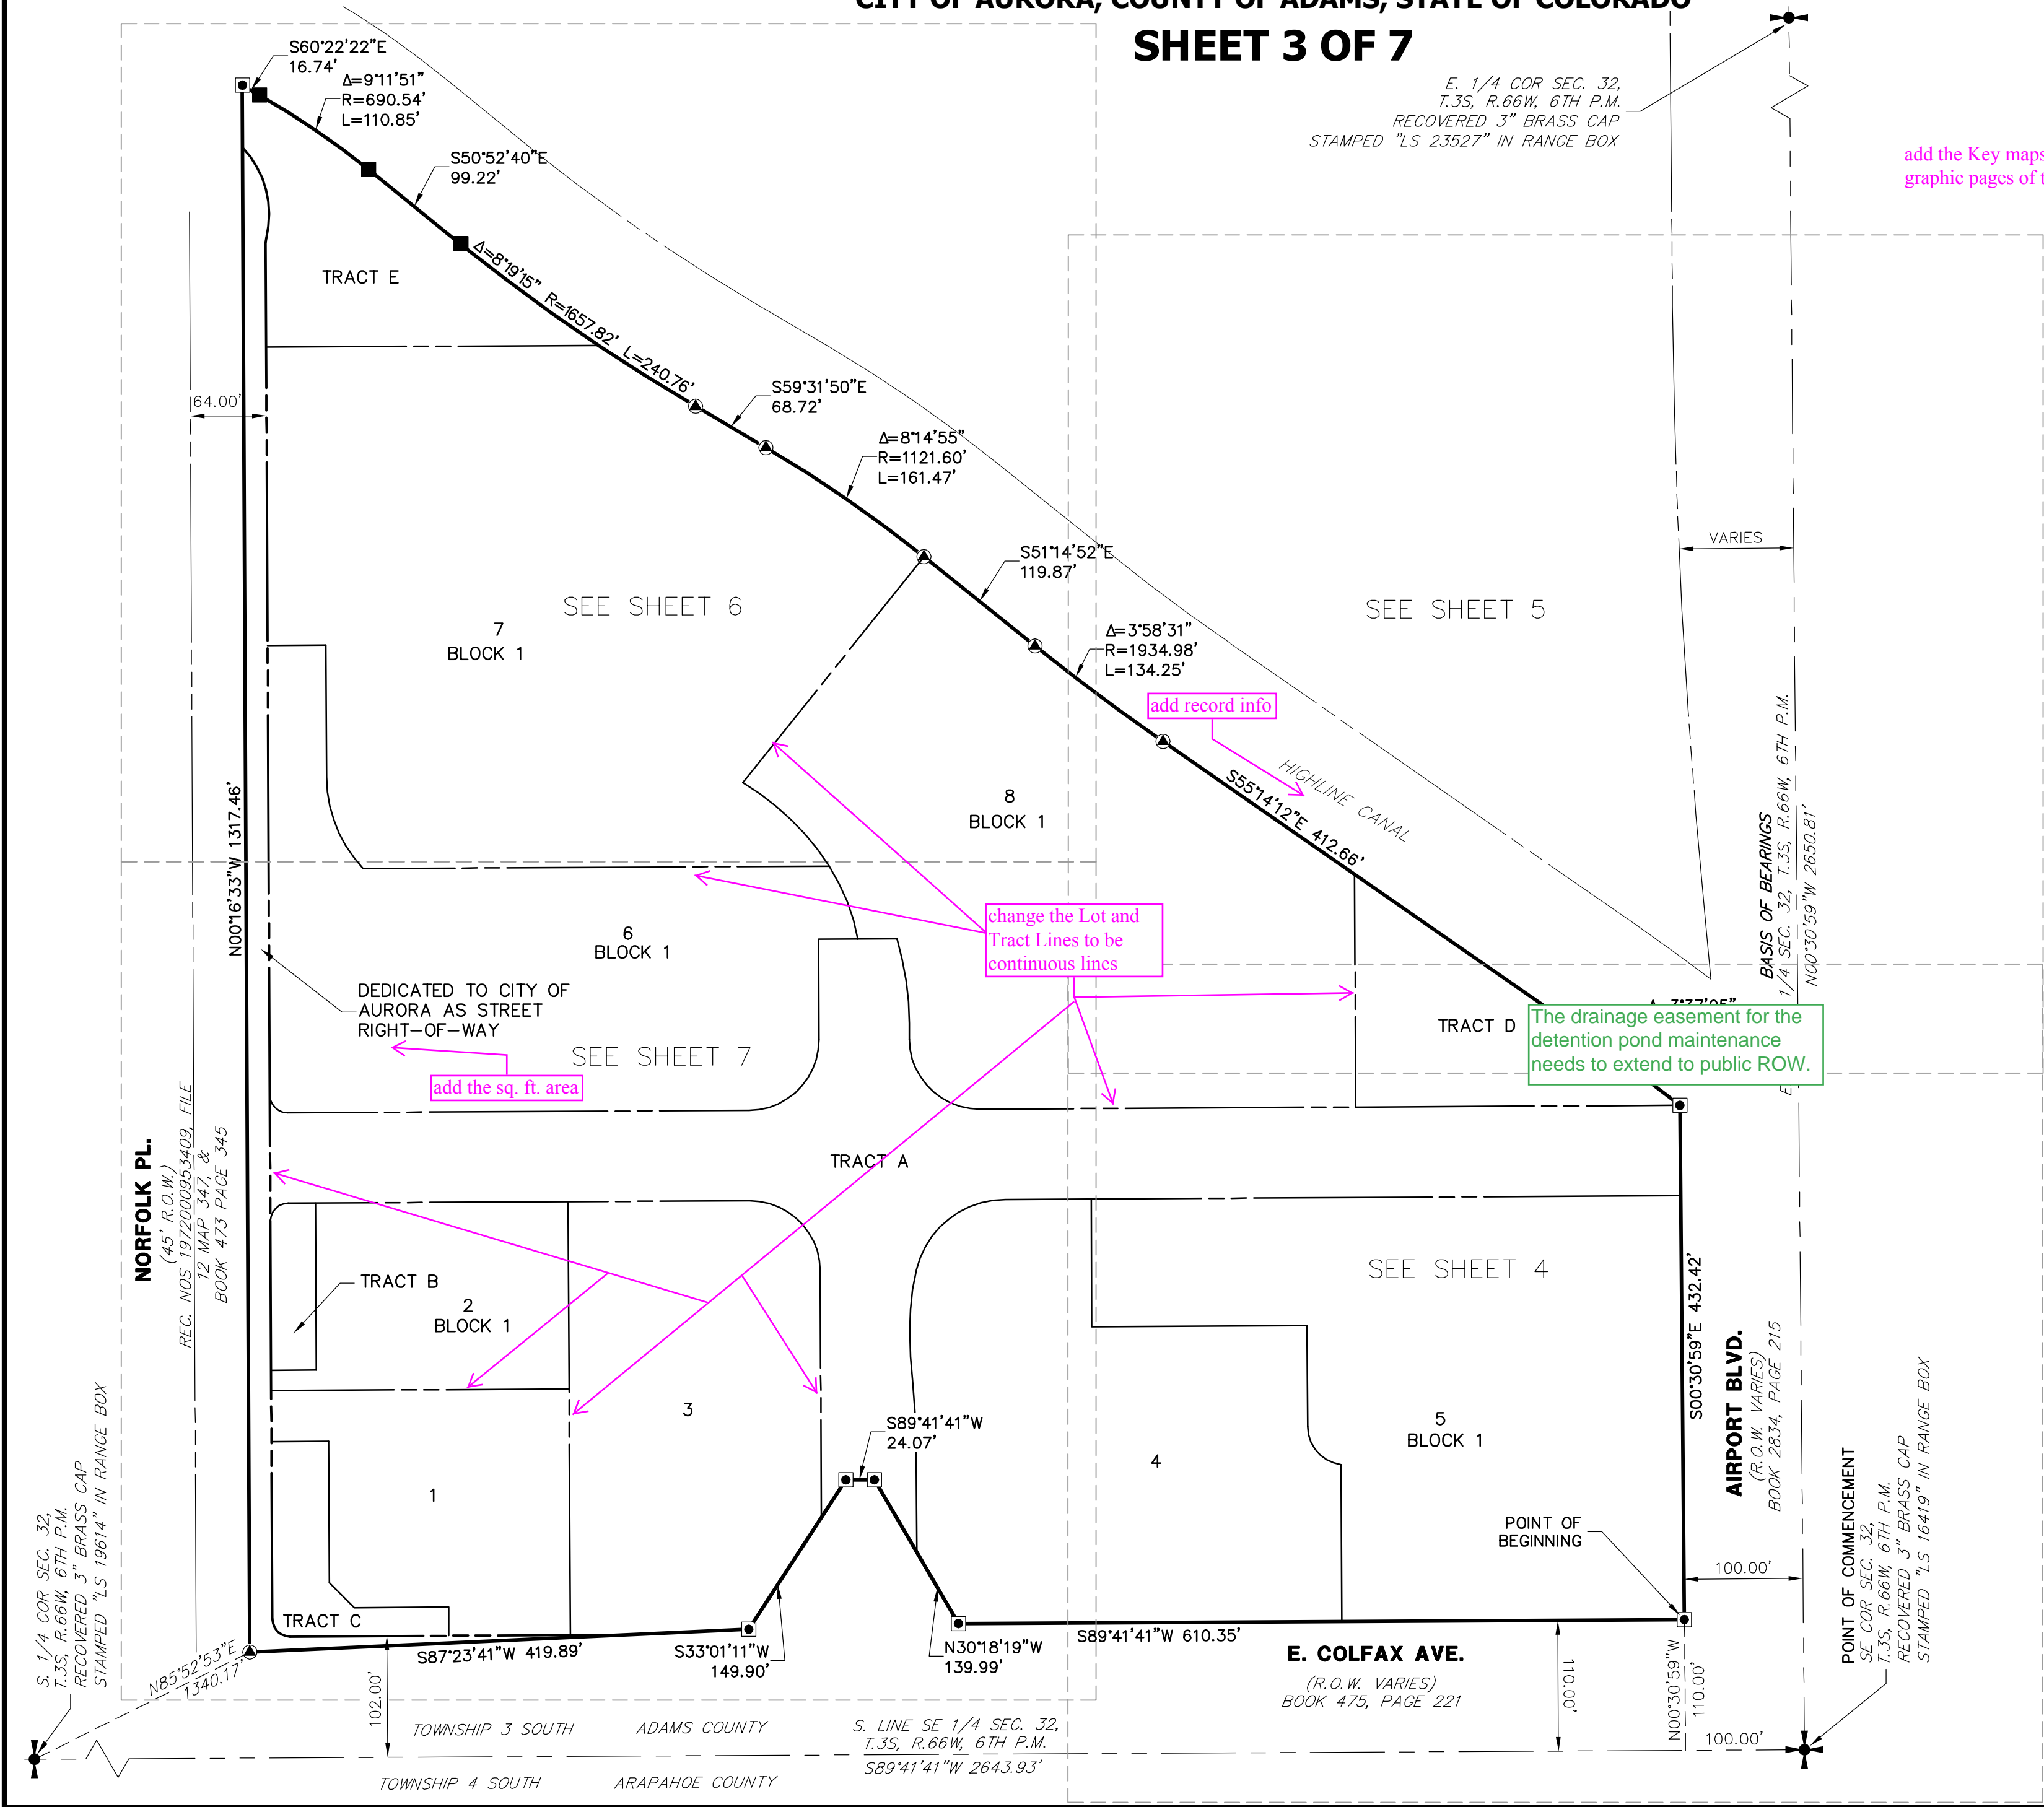 CITY OF AURORA, COUNTY OF ADAMS, STATE OF COLORADO
SHEET 3 OF 7
S60°22'22"E
16.74'
Δ=9°11'51"
R=690.54'
L=110.85'
S50°52'40"E
99.22'
E. 1/4 COR SEC. 32,
T.3S, R.66W, 6TH P.M.
RECOVERED 3" BRASS CAP
STAMPED "LS 23527" IN RANGE BOX
add the Key maps
graphic pages of
TRACT E
Δ=8°19'15" R=1657.82' L=240.76'
64.00'
S59°31'50"E
68.72'
Δ=8°14'55"
R=1121.60'
L=161.47'
S51°14'52"E
119.87'
VARIES
SEE SHEET 6
SEE SHEET 5
7
BLOCK 1
Δ=3°58'31"
R=1934.98'
L=134.25'
add record info
HIGHLINE CANAL
S55°14'12"E 412.66'
8
BLOCK 1
N00°16'33"W 1317.46'
BASIS OF BEARINGS
1/4 SEC. 32, T.3S, R.66W, 6TH P.M.
N00°30'59"W 2650.81'
change the Lot and
Tract Lines to be
continuous lines
6
BLOCK 1
DEDICATED TO CITY OF
AURORA AS STREET
RIGHT-OF-WAY
SEE SHEET 7
add the sq. ft. area
TRACT D
The drainage easement for the
detention pond maintenance
needs to extend to public ROW.
NORFOLK PL.
(45' R.O.W.)
REC. NOS 1972000953409, FILE
12 MAP 347, &
BOOK 473 PAGE 345
TRACT A
TRACT B
2
BLOCK 1
SEE SHEET 4
S00°30'59"E 432.42'
AIRPORT BLVD.
(R.O.W. VARIES)
BOOK 2834, PAGE 215
3
S89°41'41"W
24.07'
5
BLOCK 1
4
1
POINT OF
BEGINNING
100.00'
POINT OF COMMENCEMENT
SE COR SEC. 32,
T.3S, R.66W, 6TH P.M.
RECOVERED 3" BRASS CAP
STAMPED "LS 16419" IN RANGE BOX
S. 1/4 COR SEC. 32,
T.3S, R.66W, 6TH P.M.
RECOVERED 3" BRASS CAP
STAMPED "LS 19614" IN RANGE BOX
TRACT C
N85°52'53"E
1340.17'
S87°23'41"W 419.89'
S33°01'11"W
149.90'
N30°18'19"W
139.99'
S89°41'41"W 610.35'
E. COLFAX AVE.
(R.O.W. VARIES)
BOOK 475, PAGE 221
102.00'
110.00'
N00°30'59"W
110.00'
100.00'
TOWNSHIP 3 SOUTH
ADAMS COUNTY
S. LINE SE 1/4 SEC. 32,
T.3S, R.66W, 6TH P.M.
S89°41'41"W 2643.93'
TOWNSHIP 4 SOUTH
ARAPAHOE COUNTY